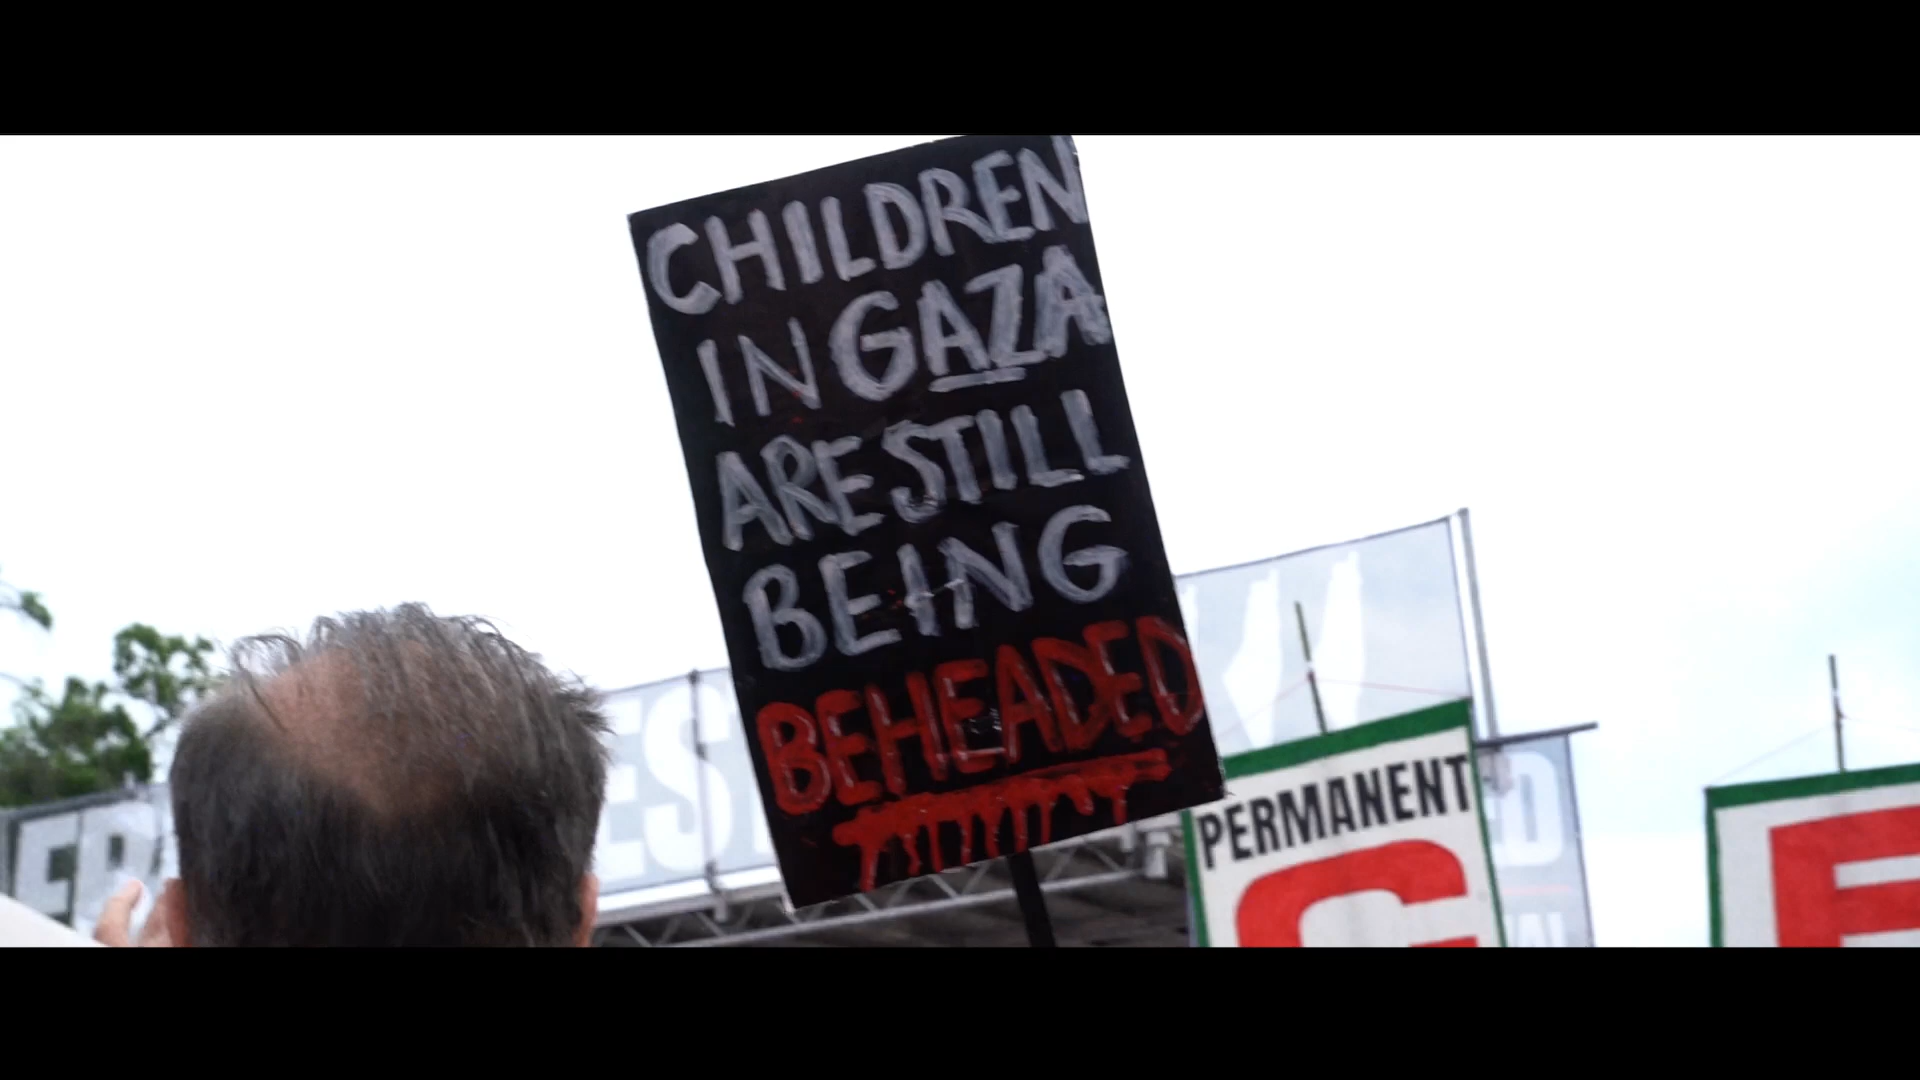 CHILDREN
IN GAZA
ARE STILL
BEING
BEHEADED
PERMANENT